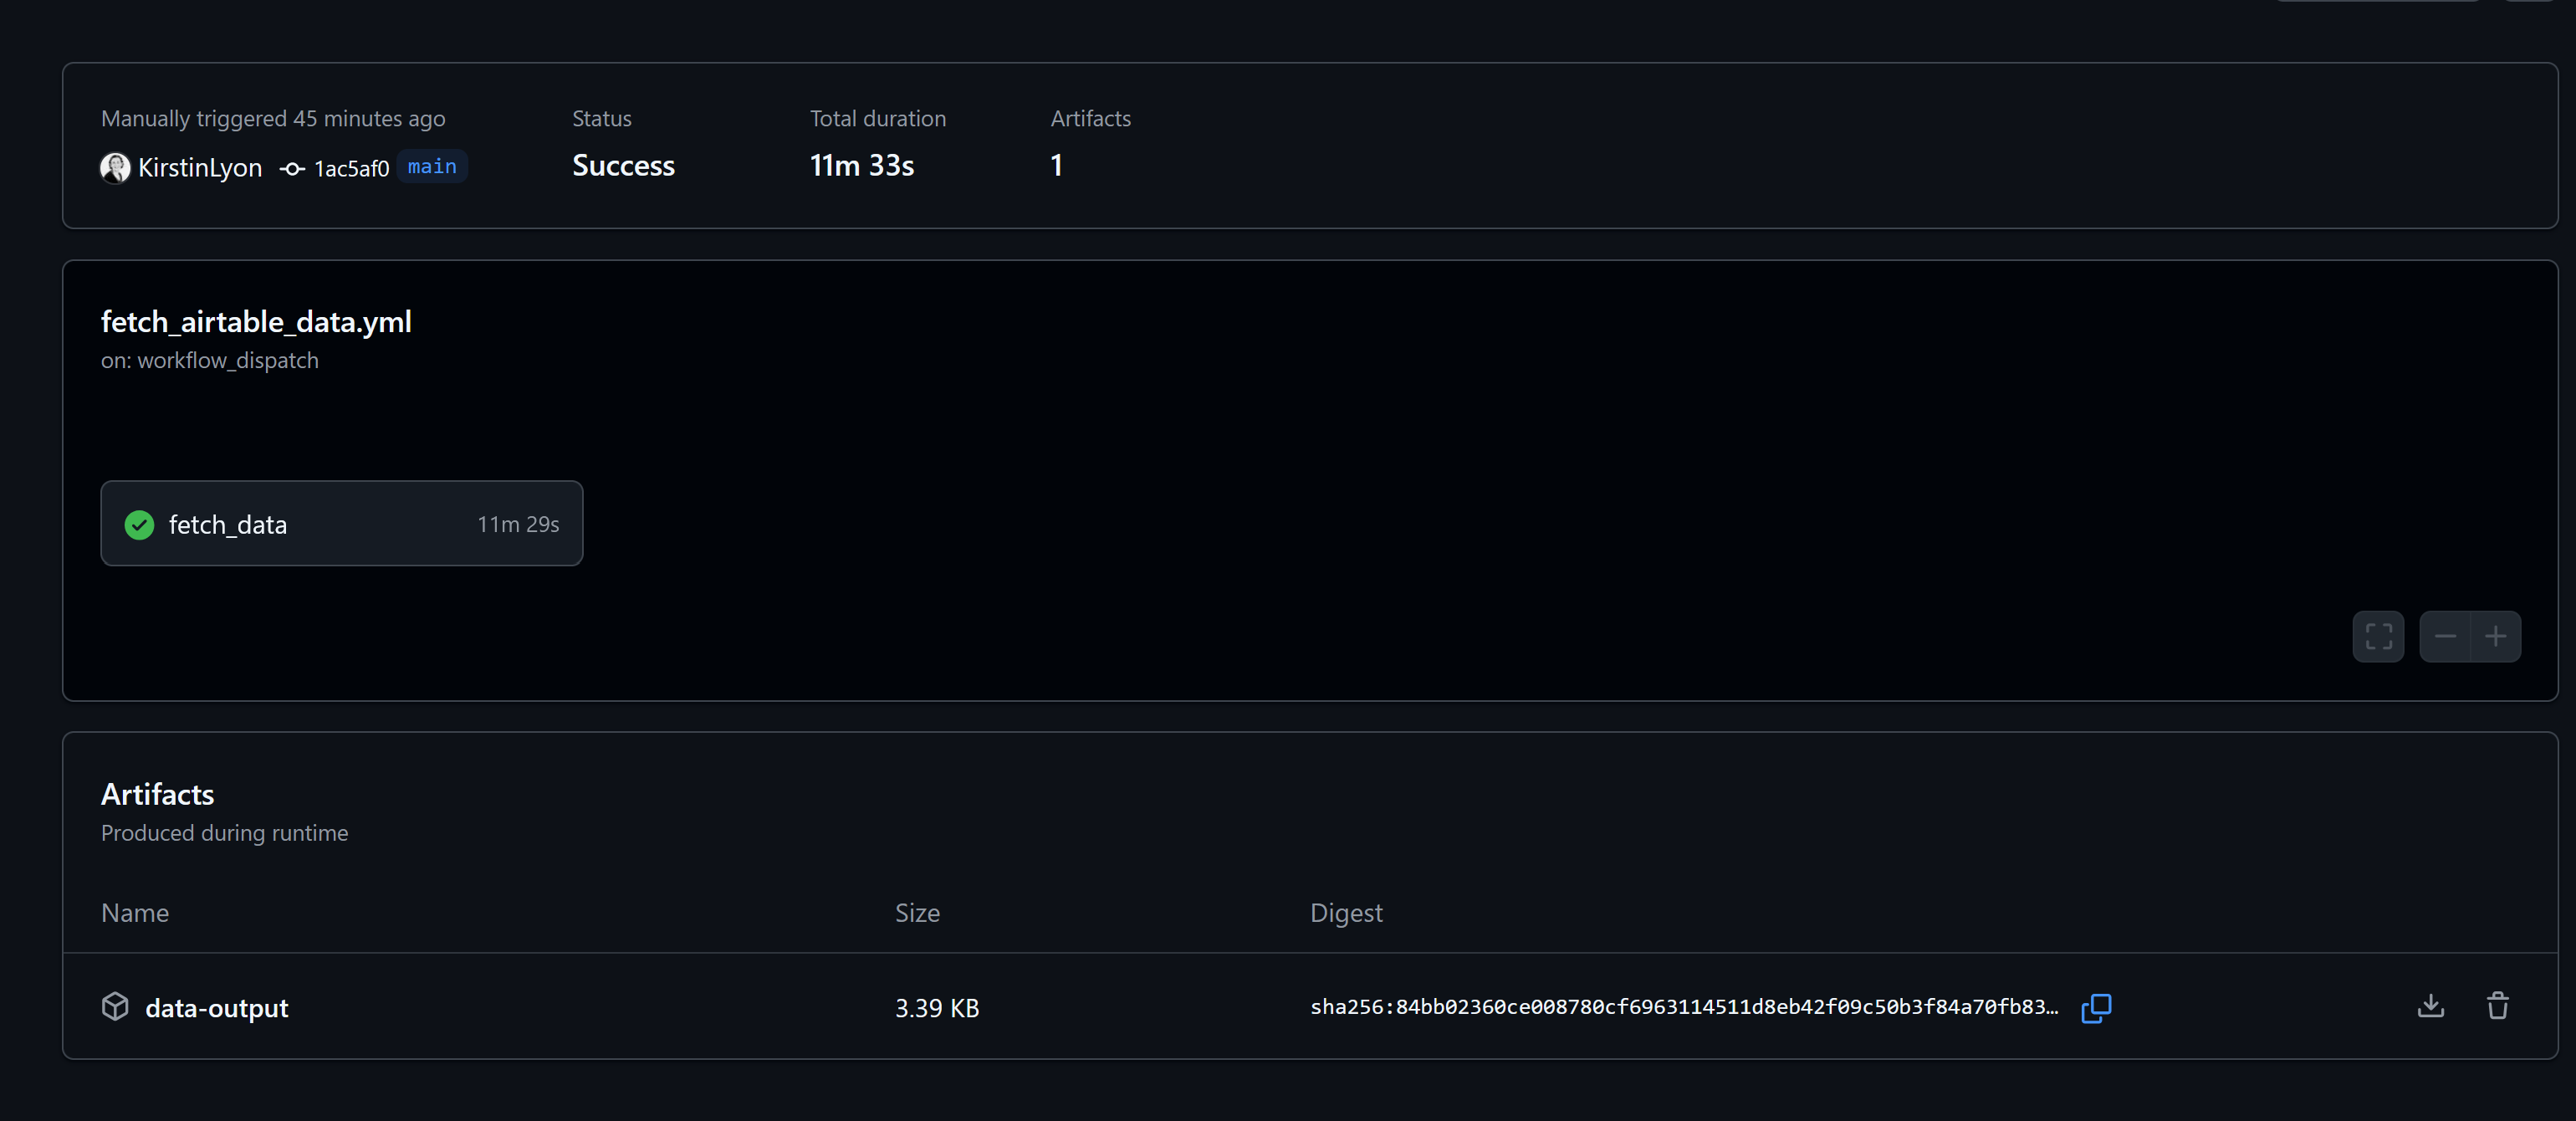 Manually triggered 45 minutes ago
KirstinLyon 1ac5af0 main
Status
Success
Total duration
11m 33s
Artifacts
1
fetch_airtable_data.yml
on: workflow_dispatch
fetch_data 11m 29s
Artifacts
Produced during runtime
Name Size Digest
data-output 3.39 KB sha256:84bb02360ce008780cf6963114511d8eb42f09c50b3f84a70fb83…